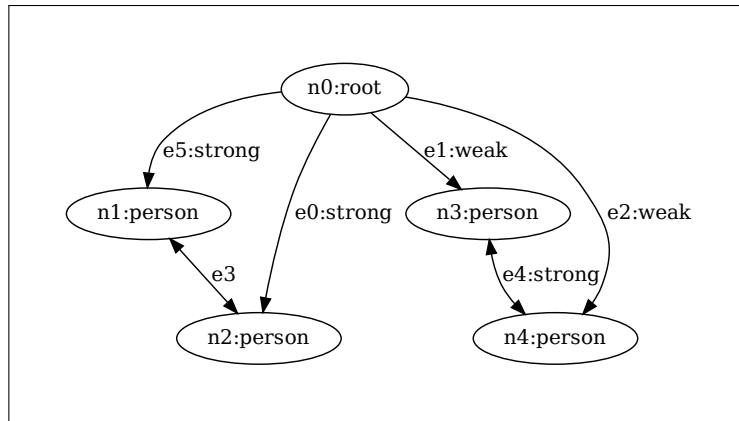 n0:root
e5:strong
e1:weak
n1:person
e0:strong
n3:person
e2:weak
e3
e4:strong
n2:person
n4:person